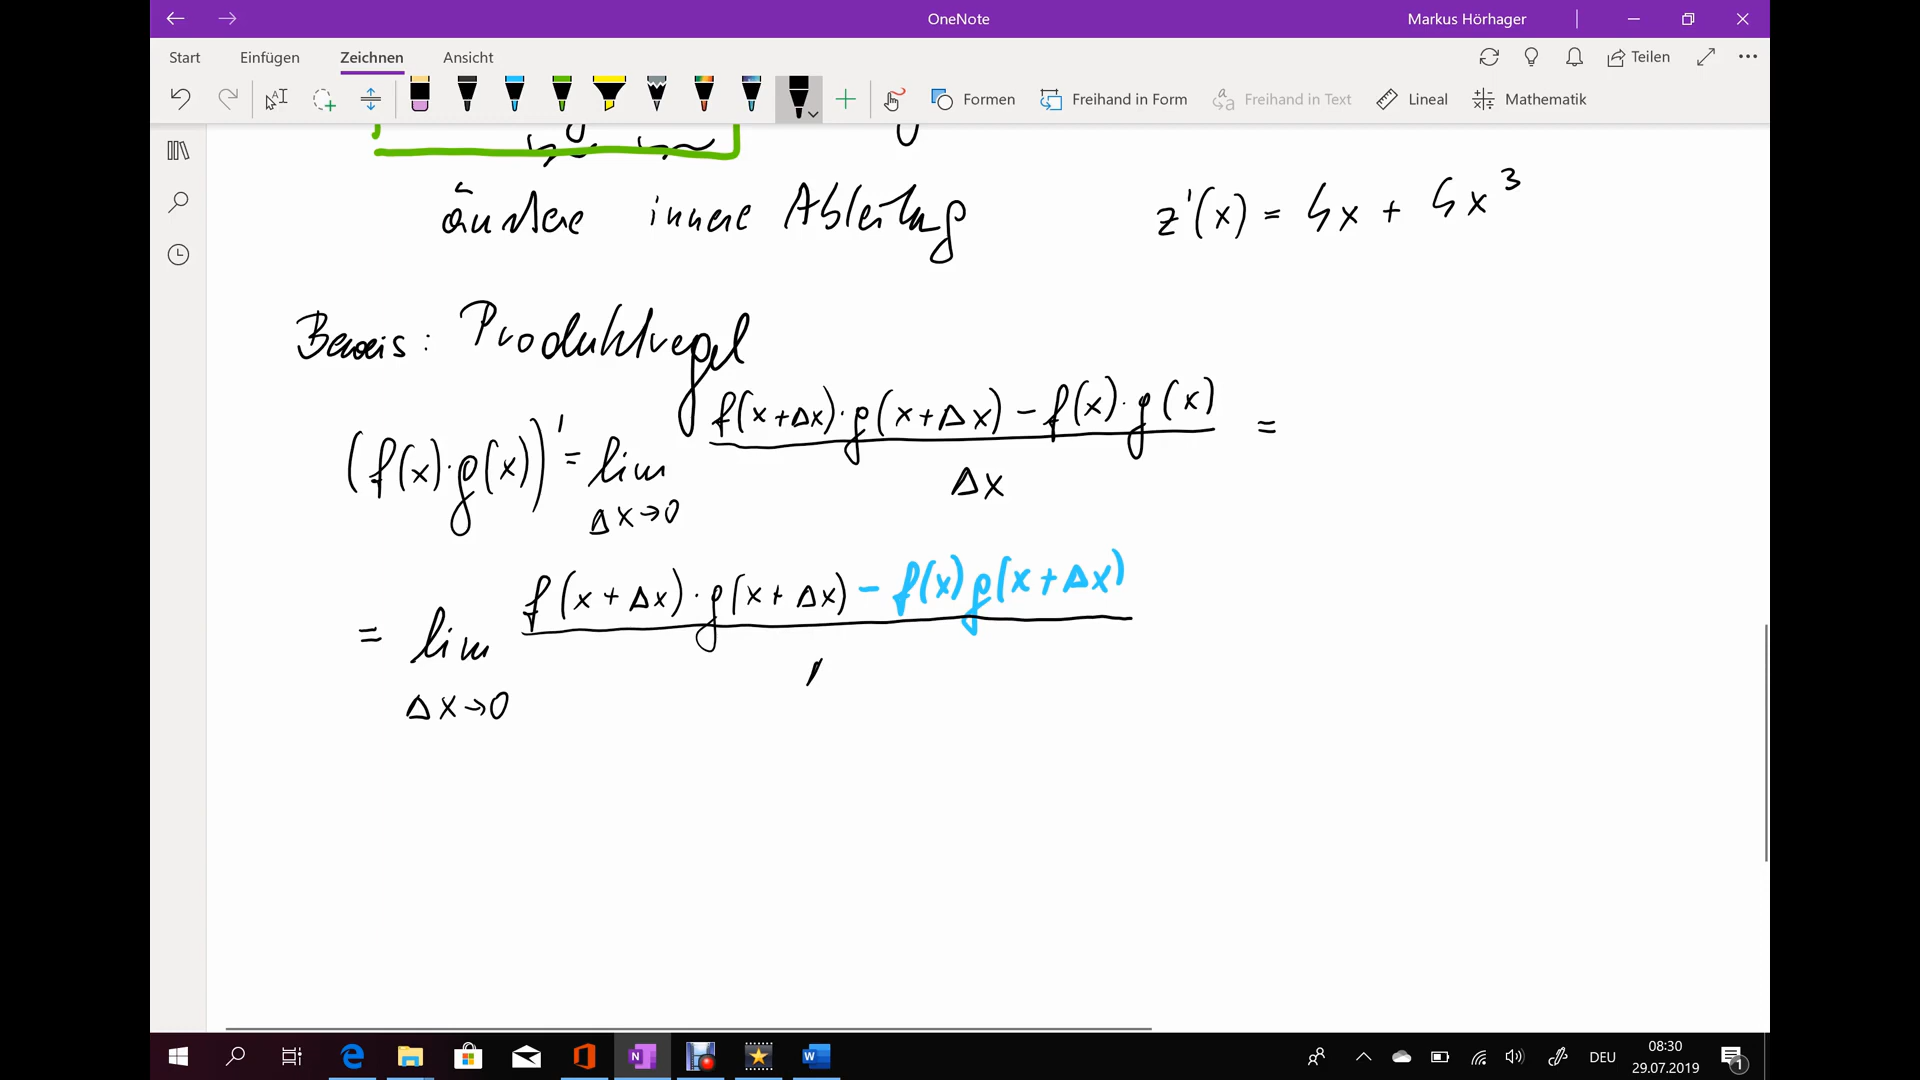 OneNote
Markus Hörhager
Start Einfügen Zeichnen Ansicht
Teilen
Formen Freihand in Form Freihand in Text Lineal Mathematik
äussere innere Ableitung
z'(x) = 4x + 4x³
Beweis: Produktregel
(f(x)·g(x))' = lim Δx→0 f(x+Δx)·g(x+Δx) − f(x)·g(x) / Δx =
= lim Δx→0 f(x+Δx)·g(x+Δx) − f(x)g(x+Δx)
DEU
08:30
29.07.2019
1